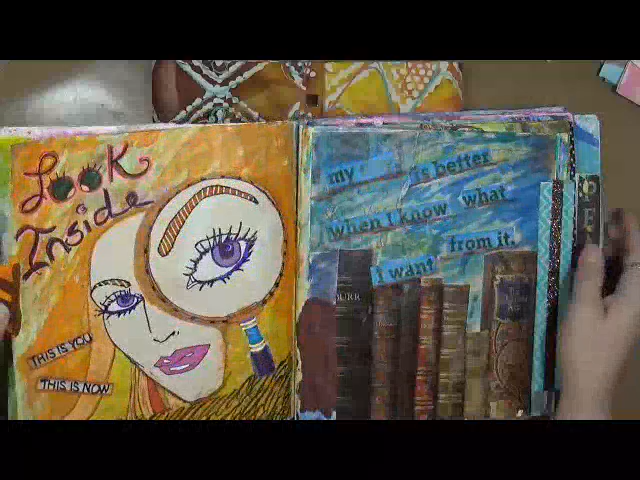 Look
Inside
THIS IS YOU
THIS IS NOW
my is better
when I know what
I want from it.